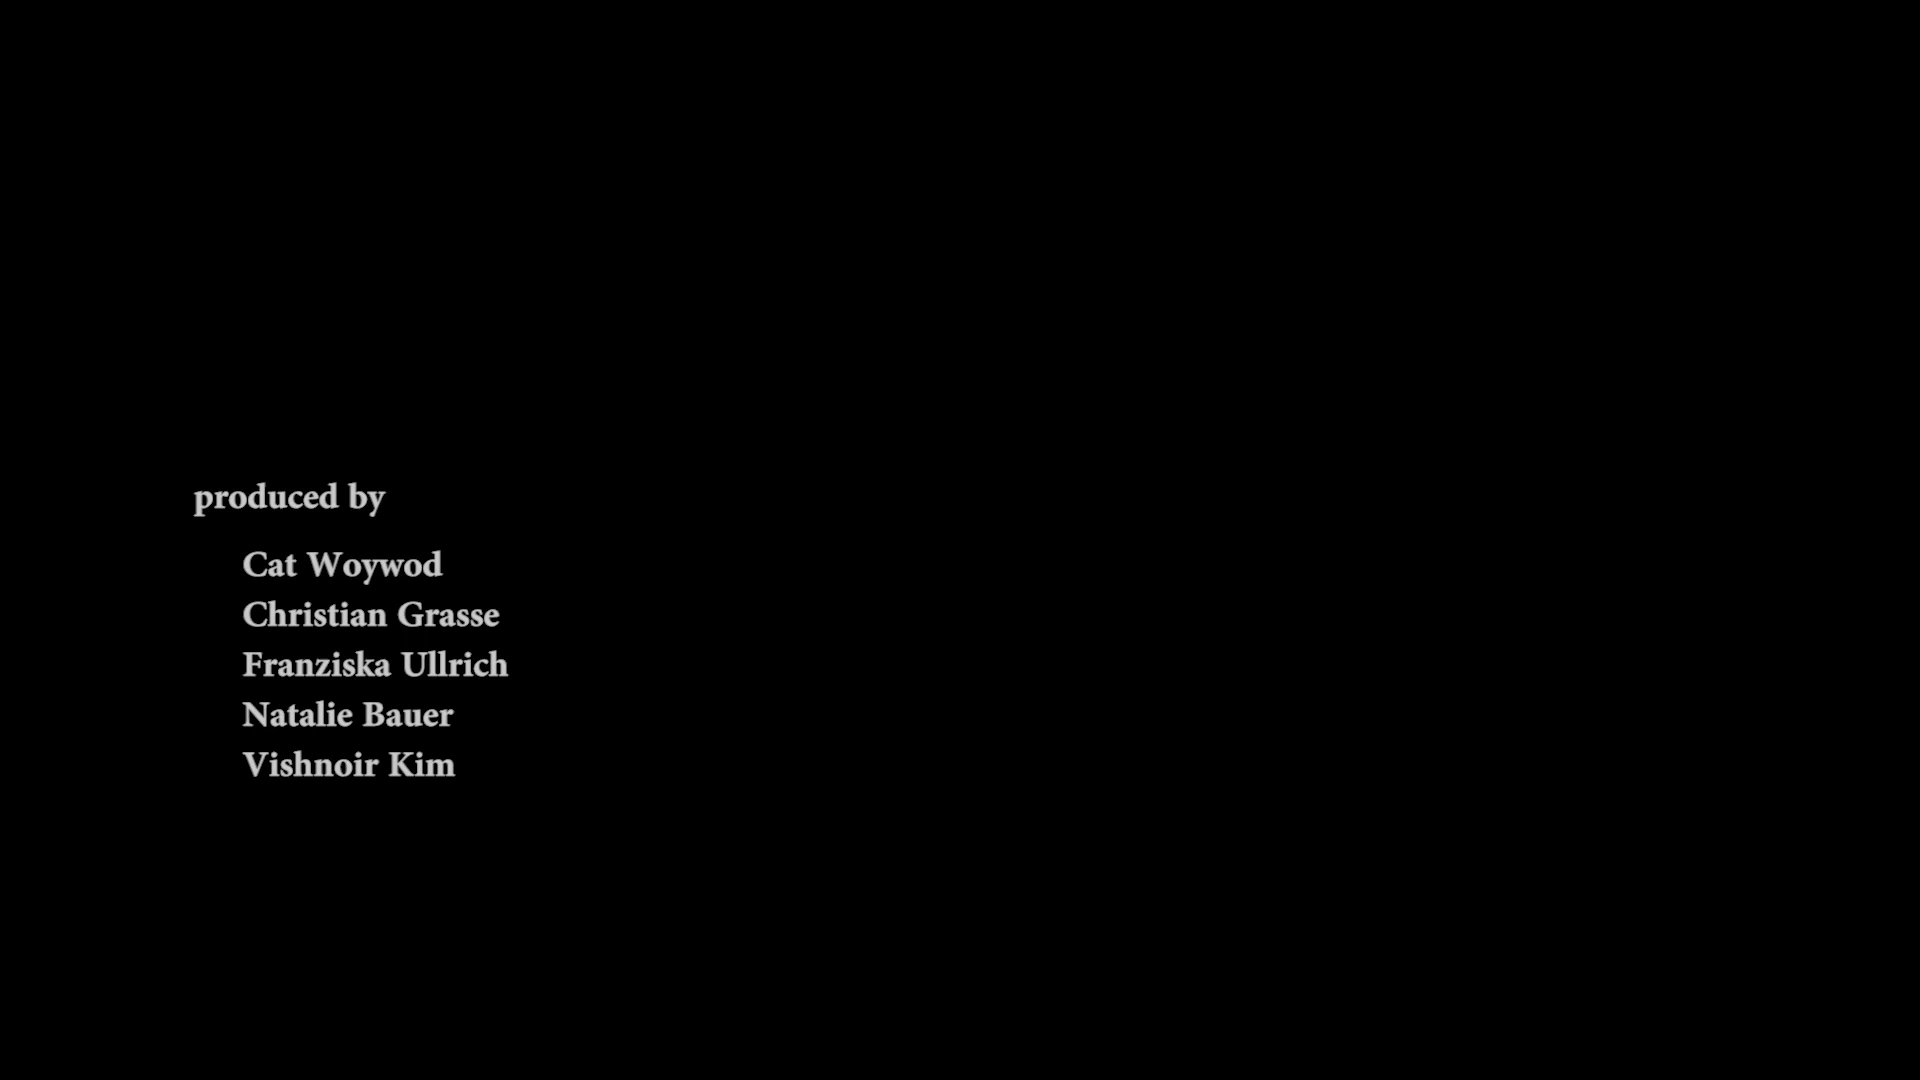 produced by
Cat Woywod
Christian Grasse
Franziska Ullrich
Natalie Bauer
Vishnoir Kim